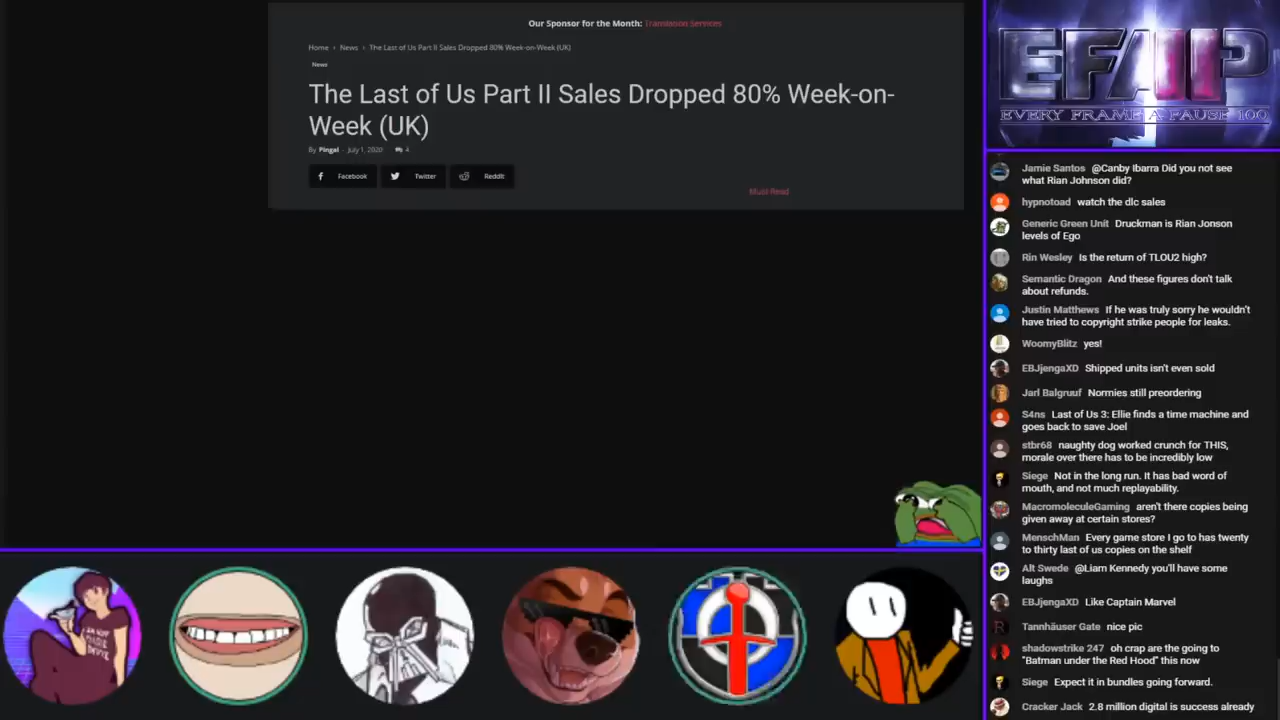 Our Sponsor for the Month: Translation Services
Home › News › The Last of Us Part II Sales Dropped 80% Week-on-Week (UK)
News
The Last of Us Part II Sales Dropped 80% Week-on-
Week (UK)
By Pingal - July 1, 2020 4
Facebook Twitter ReddIt
Must Read
EFAP
EVERY FRAME A PAUSE 100
Jamie Santos @Canby Ibarra Did you not see
what Rian Johnson did?
hypnotoad watch the dlc sales
Generic Green Unit Druckman is Rian Jonson
levels of Ego
Rin Wesley Is the return of TLOU2 high?
Semantic Dragon And these figures don't talk
about refunds.
Justin Matthews If he was truly sorry he wouldn't
have tried to copyright strike people for leaks.
WoomyBlitz yes!
EBJjengaXD Shipped units isn't even sold
Jarl Balgruuf Normies still preordering
S4ns Last of Us 3: Ellie finds a time machine and
goes back to save Joel
stbr68 naughty dog worked crunch for THIS,
morale over there has to be incredibly low
Siege Not in the long run. It has bad word of
mouth, and not much replayability.
MacromoleculeGaming aren't there copies being
given away at certain stores?
MenschMan Every game store I go to has twenty
to thirty last of us copies on the shelf
Alt Swede @Liam Kennedy you'll have some
laughs
EBJjengaXD Like Captain Marvel
Tannhäuser Gate nice pic
shadowstrike 247 oh crap are the going to
"Batman under the Red Hood" this now
Siege Expect it in bundles going forward.
Cracker Jack 2.8 million digital is success already